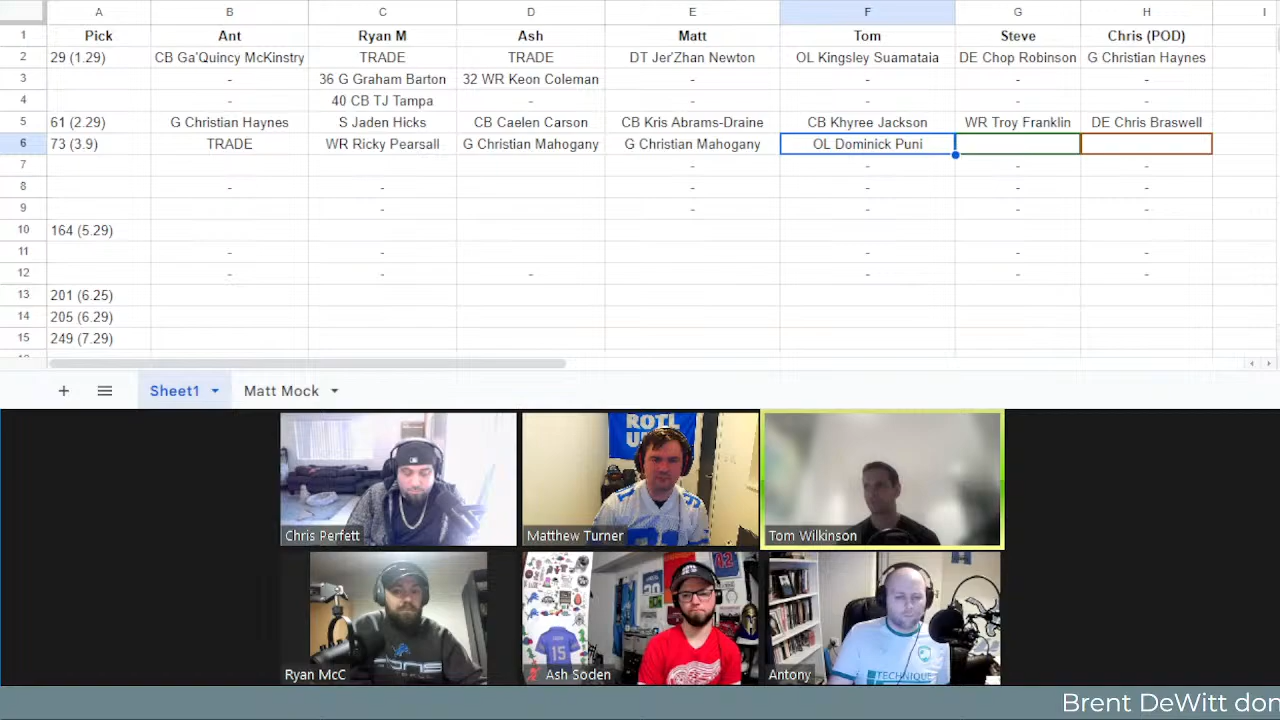 A B C D E F G H I
1 Pick Ant Ryan M Ash Matt Tom Steve Chris (POD)
2 29 (1.29) CB Ga'Quincy McKinstry TRADE TRADE DT Jer'Zhan Newton OL Kingsley Suamataia DE Chop Robinson G Christian Haynes
3 - 36 G Graham Barton 32 WR Keon Coleman - - - -
4 - 40 CB TJ Tampa - - - - -
5 61 (2.29) G Christian Haynes S Jaden Hicks CB Caelen Carson CB Kris Abrams-Draine CB Khyree Jackson WR Troy Franklin DE Chris Braswell
6 73 (3.9) TRADE WR Ricky Pearsall G Christian Mahogany G Christian Mahogany OL Dominick Puni
7 - - - -
8 - - - - - -
9 - - - - -
10 164 (5.29)
11 - - - - -
12 - - - - - -
13 201 (6.25)
14 205 (6.29)
15 249 (7.29)
+ Sheet1 Matt Mock
ROTL
Chris Perfett Matthew Turner Tom Wilkinson
42
20
15
LIONS
TECHNIQUE
Ryan McC Ash Soden Antony
Brent DeWitt don